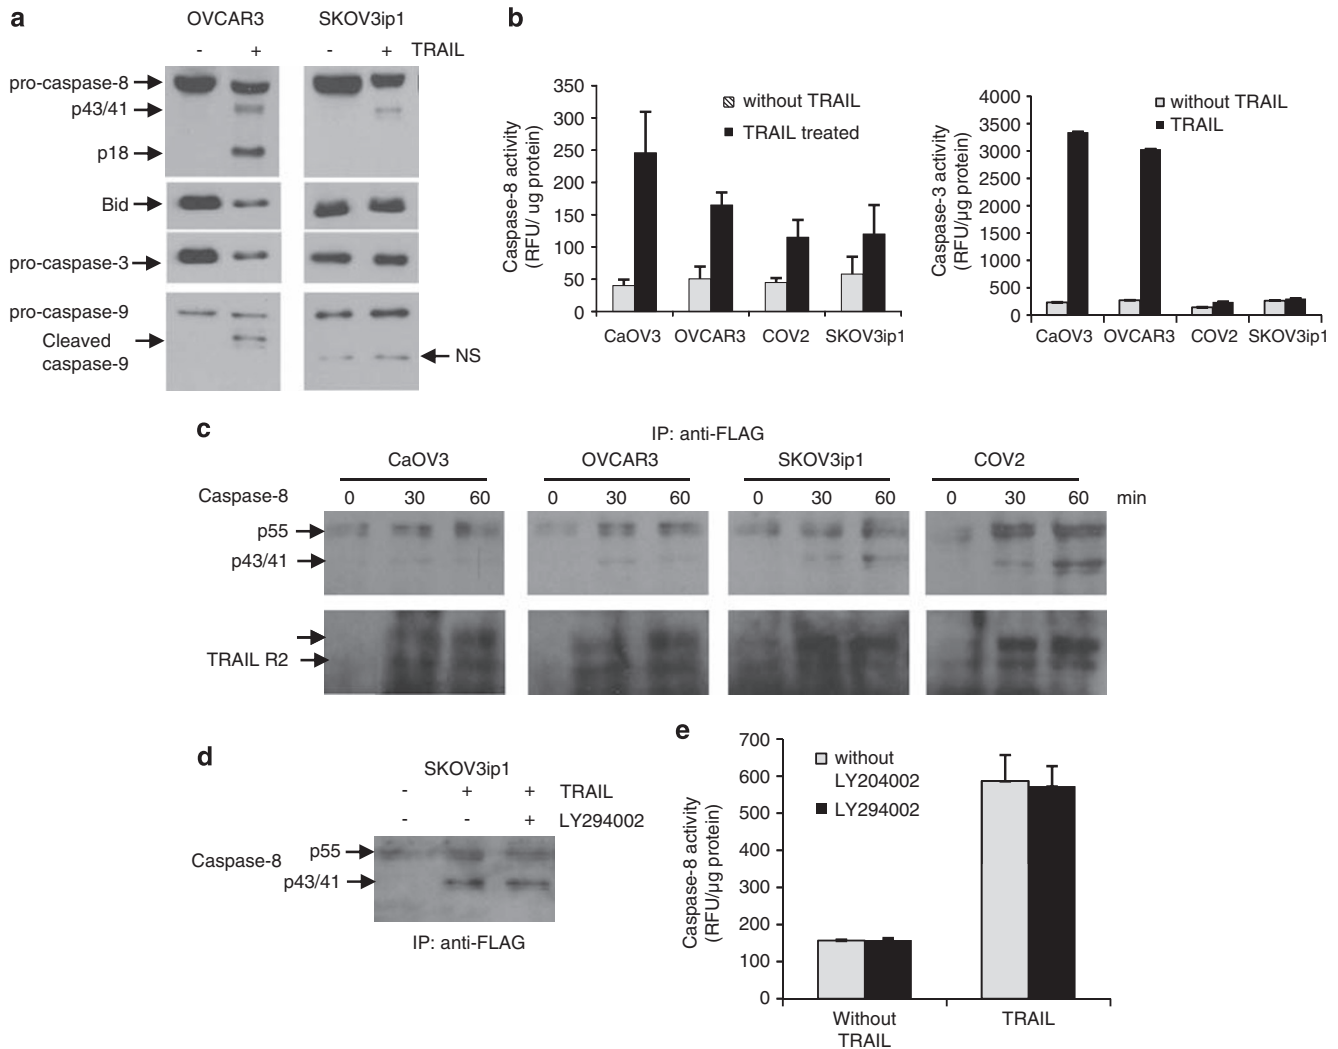 a
OVCAR3 SKOV3ip1
- + - + TRAIL
pro-caspase-8
p43/41
p18
Bid
pro-caspase-3
pro-caspase-9
Cleaved
caspase-9
NS
b
Caspase-8 activity
(RFU/ ug protein)
350
300
250
200
150
100
50
0
without TRAIL
TRAIL treated
CaOV3 OVCAR3 COV2 SKOV3ip1
Caspase-3 activity
(RFU/µg protein)
4000
3500
3000
2500
2000
1500
1000
500
0
without TRAIL
TRAIL
CaOV3 OVCAR3 COV2 SKOV3ip1
c
IP: anti-FLAG
CaOV3 OVCAR3 SKOV3ip1 COV2
Caspase-8 0 30 60 0 30 60 0 30 60 0 30 60 min
p55
p43/41
TRAIL R2
d
SKOV3ip1
- + + TRAIL
- - + LY294002
Caspase-8 p55
p43/41
IP: anti-FLAG
e
Caspase-8 activity
(RFU/µg protein)
700
600
500
400
300
200
100
0
without
LY204002
LY294002
Without
TRAIL
TRAIL